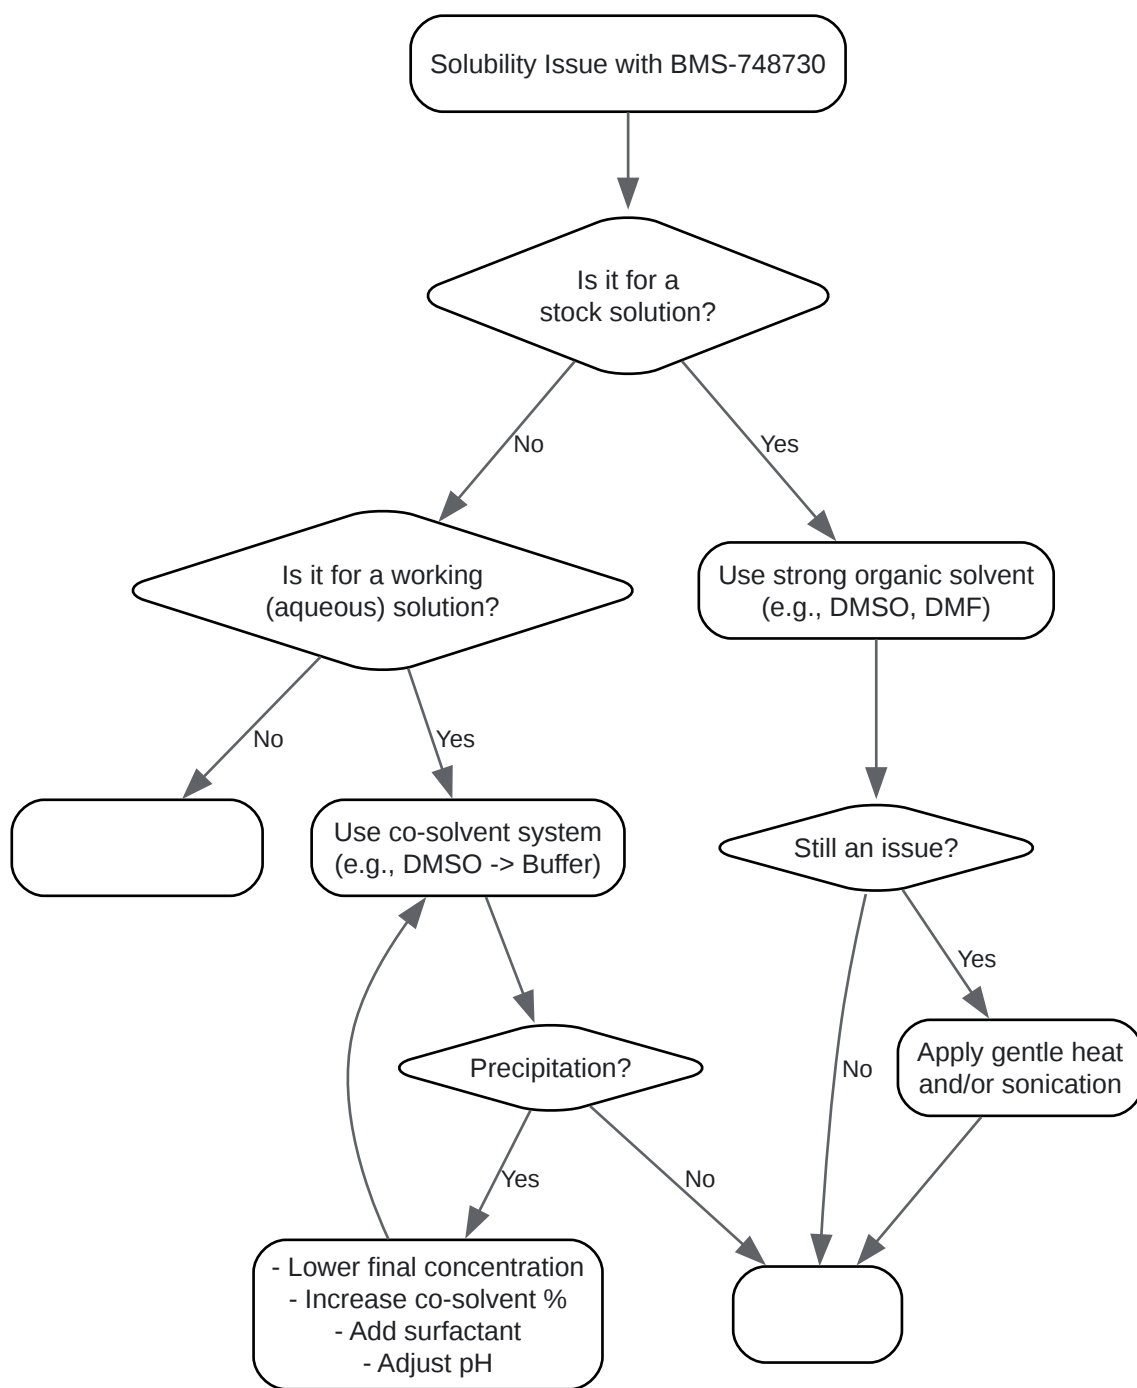 Solubility Issue with BMS-748730
Is it for a
stock solution?
No
Yes
Is it for a working
(aqueous) solution?
Use strong organic solvent
(e.g., DMSO, DMF)
No
Yes
Use co-solvent system
(e.g., DMSO -> Buffer)
Still an issue?
Yes
Precipitation?
No
Apply gentle heat
and/or sonication
Yes
No
- Lower final concentration
- Increase co-solvent %
- Add surfactant
- Adjust pH